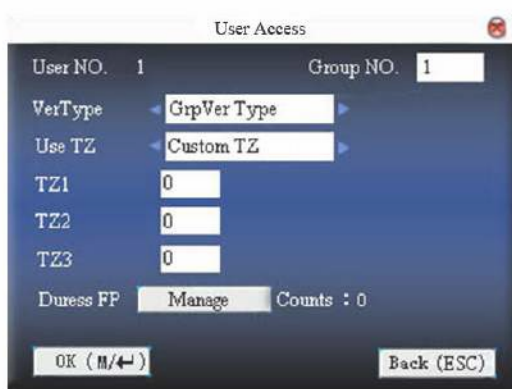 User Access
User NO. 1 Group NO. 1
VerType GrpVer Type
Use TZ Custom TZ
TZ1 0
TZ2 0
TZ3 0
Duress FP Manage Counts : 0
OK (M/↵) Back (ESC)